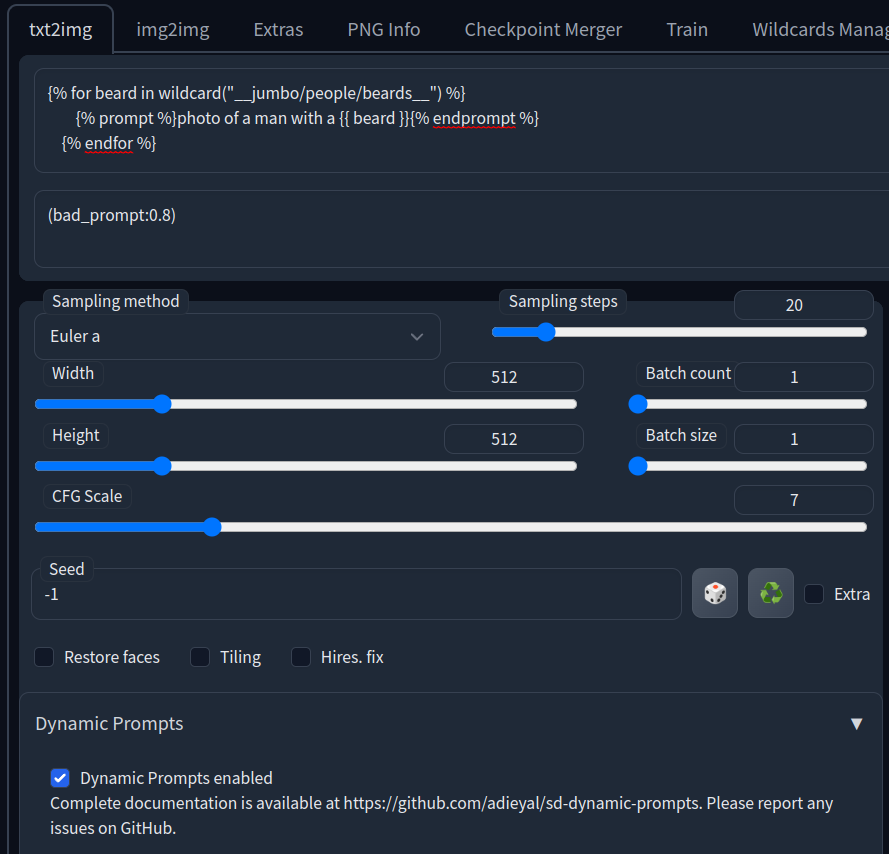 txt2img img2img Extras PNG Info Checkpoint Merger Train Wildcards Manag
{% for beard in wildcard("__jumbo/people/beards__") %}
{% prompt %}photo of a man with a {{ beard }}{% endprompt %}
{% endfor %}
(bad_prompt:0.8)
Sampling method
Euler a
Sampling steps 20
Width 512
Batch count 1
Height 512
Batch size 1
CFG Scale 7
Seed
-1
Extra
Restore faces Tiling Hires. fix
Dynamic Prompts ▼
Dynamic Prompts enabled
Complete documentation is available at https://github.com/adieyal/sd-dynamic-prompts. Please report any
issues on GitHub.